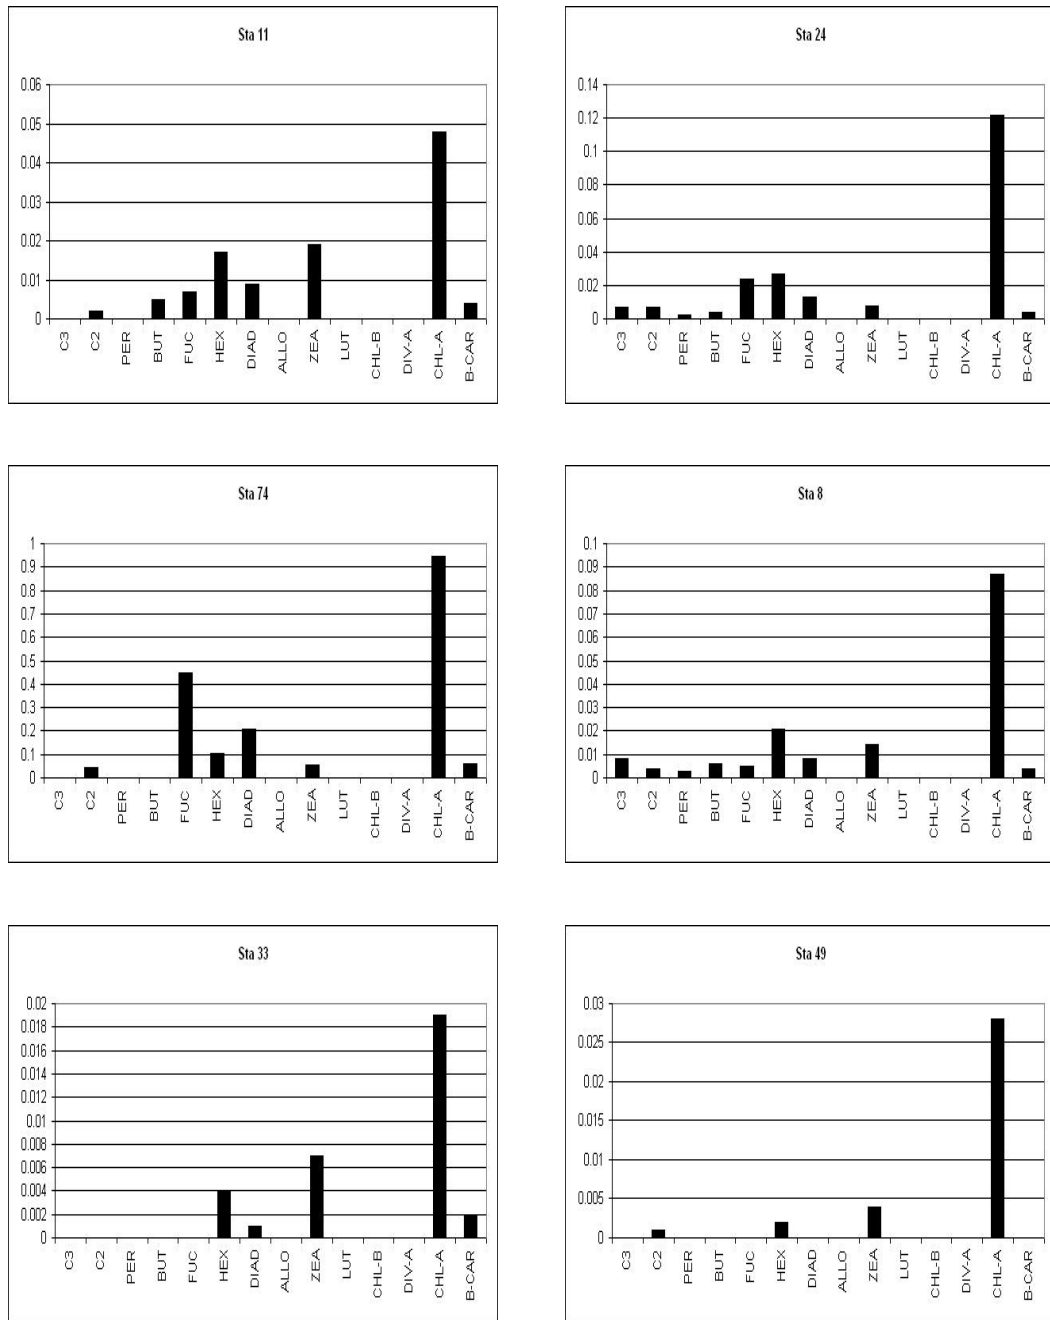 Sta 11
0.06
0.05
0.04
0.03
0.02
0.01
0
C3
C2
PER
BUT
FUC
HEX
DIAD
ALLO
ZEA
LUT
CHL-B
DIV-A
CHL-A
B-CAR
Sta 24
0.14
0.12
0.1
0.08
0.06
0.04
0.02
0
C3
C2
PER
BUT
FUC
HEX
DIAD
ALLO
ZEA
LUT
CHL-B
DIV-A
CHL-A
B-CAR
Sta 74
1
0.9
0.8
0.7
0.6
0.5
0.4
0.3
0.2
0.1
0
C3
C2
PER
BUT
FUC
HEX
DIAD
ALLO
ZEA
LUT
CHL-B
DIV-A
CHL-A
B-CAR
Sta 8
0.1
0.09
0.08
0.07
0.06
0.05
0.04
0.03
0.02
0.01
0
C3
C2
PER
BUT
FUC
HEX
DIAD
ALLO
ZEA
LUT
CHL-B
DIV-A
CHL-A
B-CAR
Sta 33
0.02
0.018
0.016
0.014
0.012
0.01
0.008
0.006
0.004
0.002
0
C3
C2
PER
BUT
FUC
HEX
DIAD
ALLO
ZEA
LUT
CHL-B
DIV-A
CHL-A
B-CAR
Sta 49
0.03
0.025
0.02
0.015
0.01
0.005
0
C3
C2
PER
BUT
FUC
HEX
DIAD
ALLO
ZEA
LUT
CHL-B
DIV-A
CHL-A
B-CAR